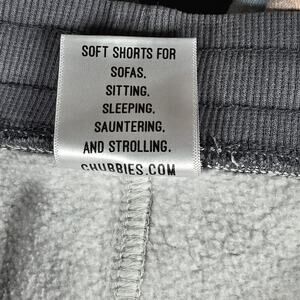 SOFT SHORTS FOR
SOFAS.
SITTING.
SLEEPING.
SAUNTERING.
AND STROLLING.
CHUBBIES.COM